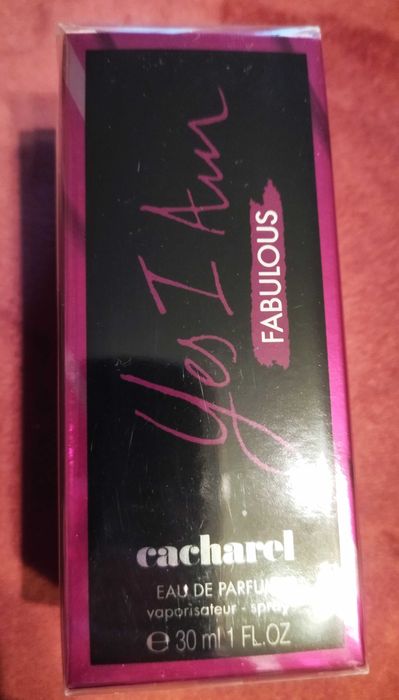 Yes I Am
FABULOUS
cacharel
EAU DE PARFUM
vaporisateur - spray
℮ 30 ml 1 FL.OZ